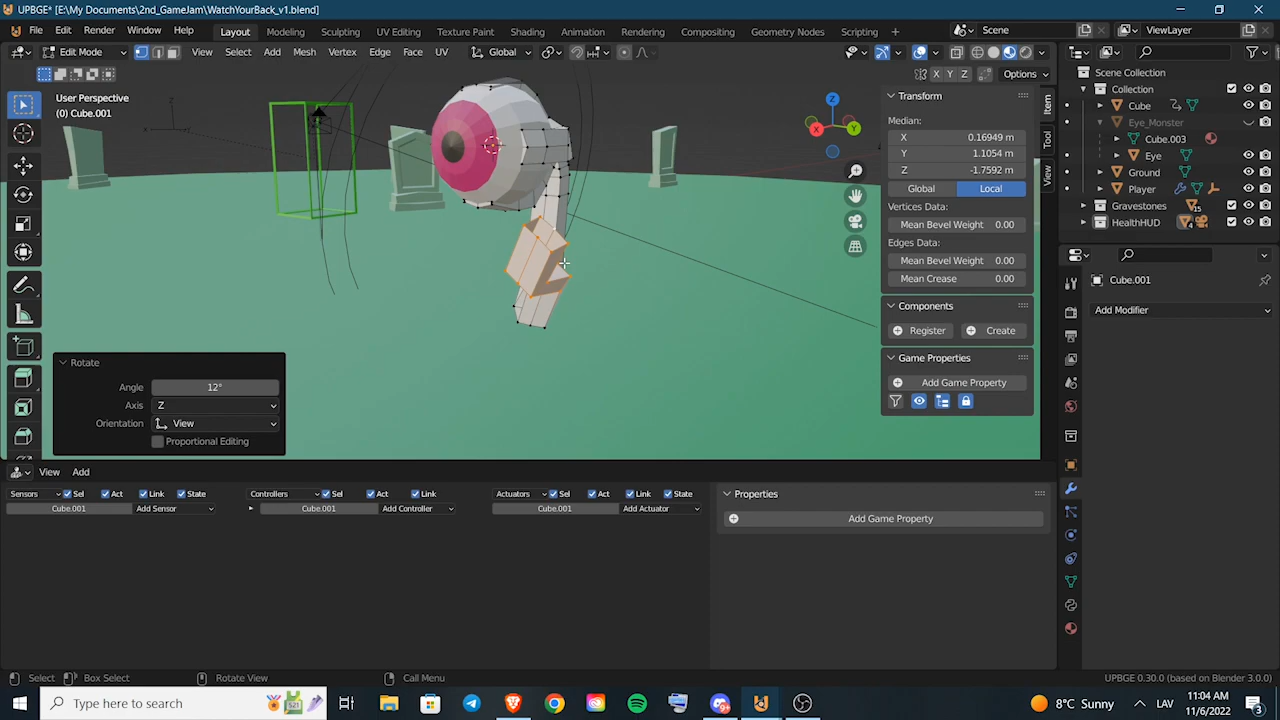 UPBGE* [E:\My Documents\2nd_GameJam\WatchYourBack_v1.blend]
File Edit Render Window Help Layout Modeling Sculpting UV Editing Texture Paint Shading Animation Rendering Compositing Geometry Nodes Scripting Scene ViewLayer
Edit Mode View Select Add Mesh Vertex Edge Face UV Global
X Y Z Options
User Perspective
(0) Cube.001
Z X Y
Transform
Median:
X 0.16949 m
Y 1.1054 m
Z -1.7592 m
Global Local
Vertices Data:
Mean Bevel Weight 0.00
Edges Data:
Mean Bevel Weight 0.00
Mean Crease 0.00
Components
Register Create
Game Properties
Add Game Property
Item
Tool
View
Scene Collection
Collection
Cube
Eye_Monster
Cube.003
Eye
Ground
Player
Gravestones 15
HealthHUD 4
Cube.001
Add Modifier
Rotate
Angle 12°
Axis Z
Orientation View
Proportional Editing
View Add
Sensors Sel Act Link State Controllers Sel Act Link Actuators Sel Act Link State Properties
Cube.001 Add Sensor Cube.001 Add Controller Cube.001 Add Actuator Add Game Property
Select Box Select Rotate View Call Menu UPBGE 0.30.0 (based on Blender 3.0.0)
Type here to search 8°C Sunny LAV 11:04 AM
11/6/2022